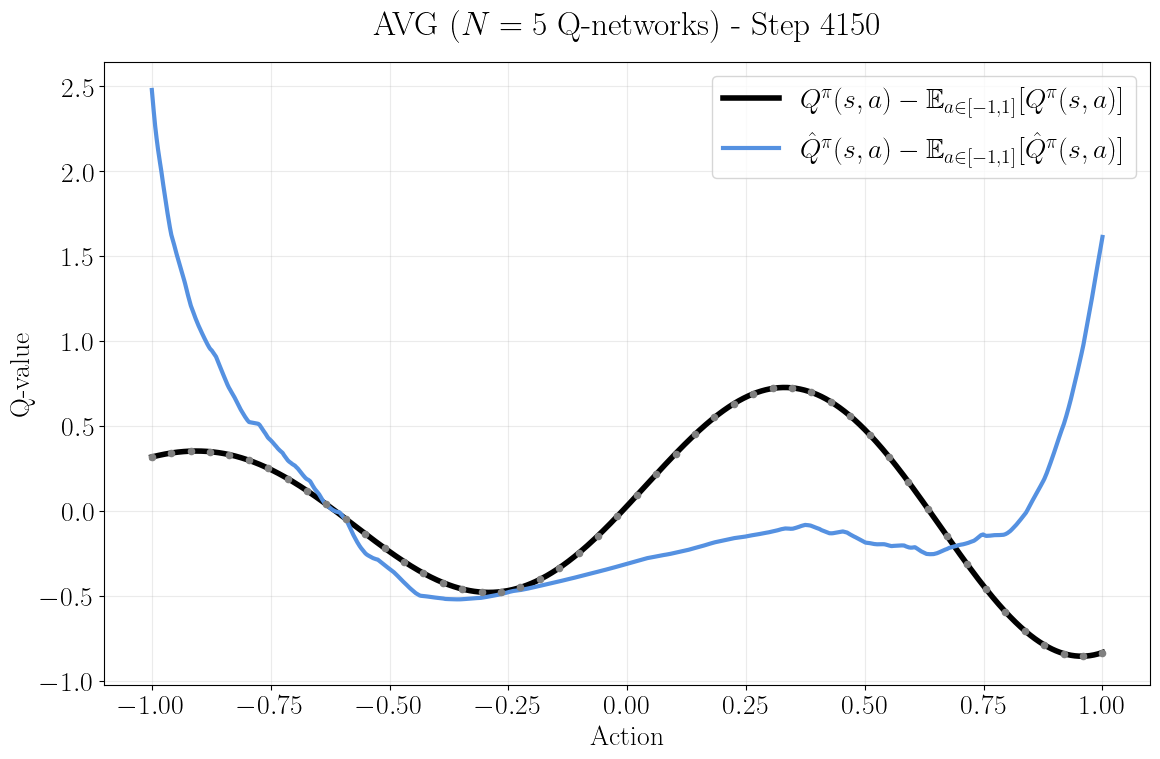 AVG (N = 5 Q-networks) - Step 4150
Q^π(s, a) − 𝔼_{a∈[−1,1]}[Q^π(s, a)]
Q̂^π(s, a) − 𝔼_{a∈[−1,1]}[Q̂^π(s, a)]
Q-value
2.5
2.0
1.5
1.0
0.5
0.0
−0.5
−1.0
−1.00 −0.75 −0.50 −0.25 0.00 0.25 0.50 0.75 1.00
Action